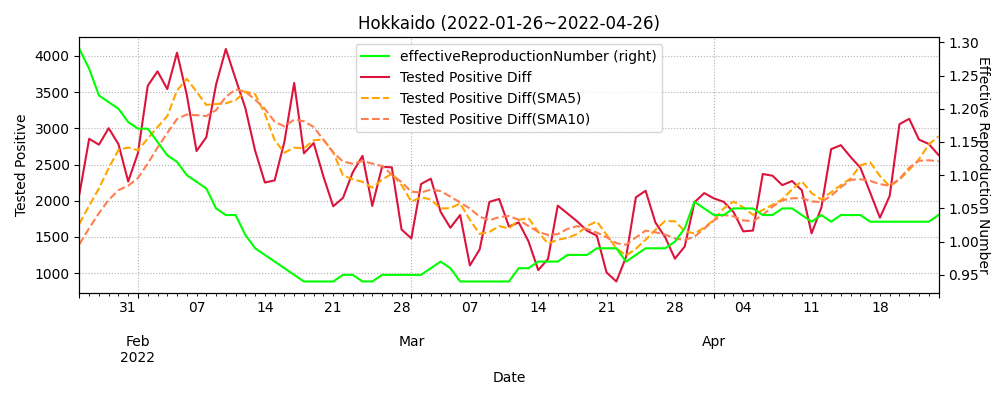 Hokkaido (2022-01-26~2022-04-26)
effectiveReproductionNumber (right)
Tested Positive Diff
Tested Positive Diff(SMA5)
Tested Positive Diff(SMA10)
Tested Positive
4000
3500
3000
2500
2000
1500
1000
1.30
1.25
1.20
1.15
1.10
1.05
1.00
0.95
Effective Reproduction Number
31 07 14 21 28 07 14 21 28 04 11 18
Feb Mar Apr
2022
Date